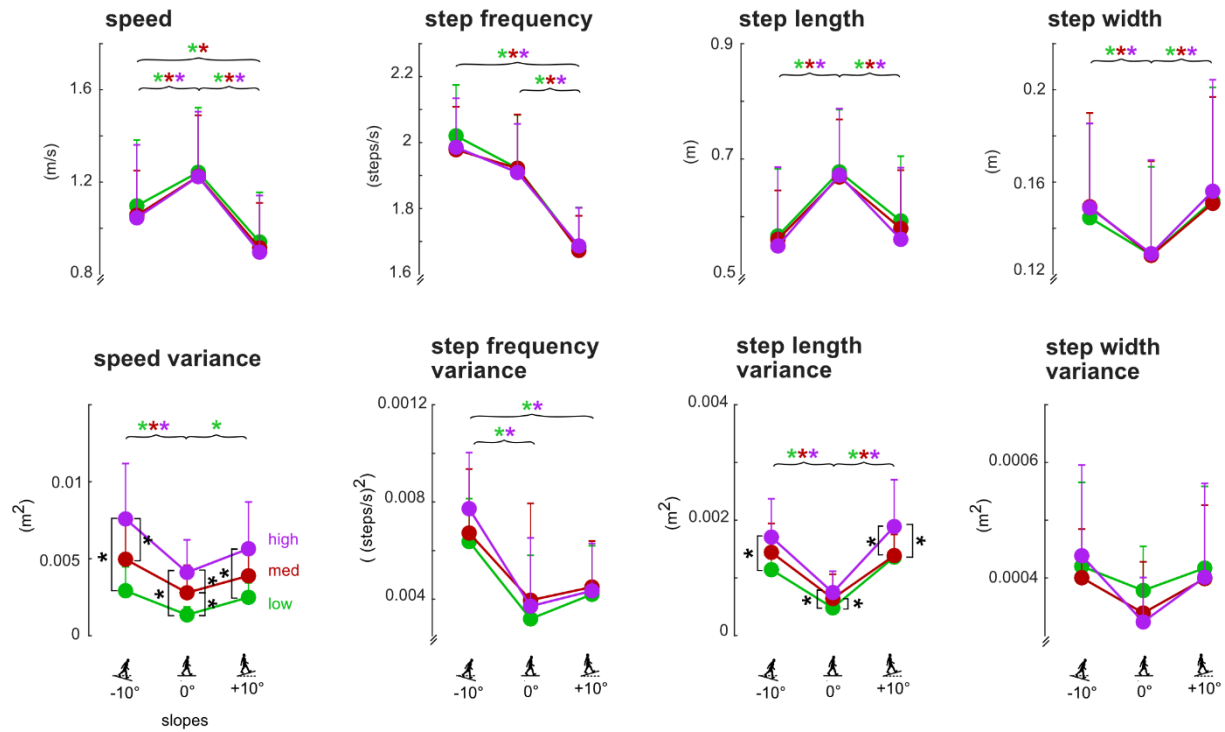 speed
step frequency
step length
step width
**
***
***
***
***
***
***
***
***
(m/s)
1.6
1.2
0.8
(steps/s)
2.2
2
1.8
1.6
(m)
0.9
0.7
0.5
(m)
0.2
0.16
0.12
speed variance
step frequency
variance
step length
variance
step width
variance
***
*
(m²)
0.01
0.005
0
*
*
*
*
*
*
*
high
med
low
**
**
((steps/s)²
0.0012
0.008
0.004
***
***
(m²)
0.004
0.002
0
*
*
*
*
*
(m²)
0.0006
0.0004
-10°
0°
+10°
-10°
0°
+10°
-10°
0°
+10°
-10°
0°
+10°
slopes